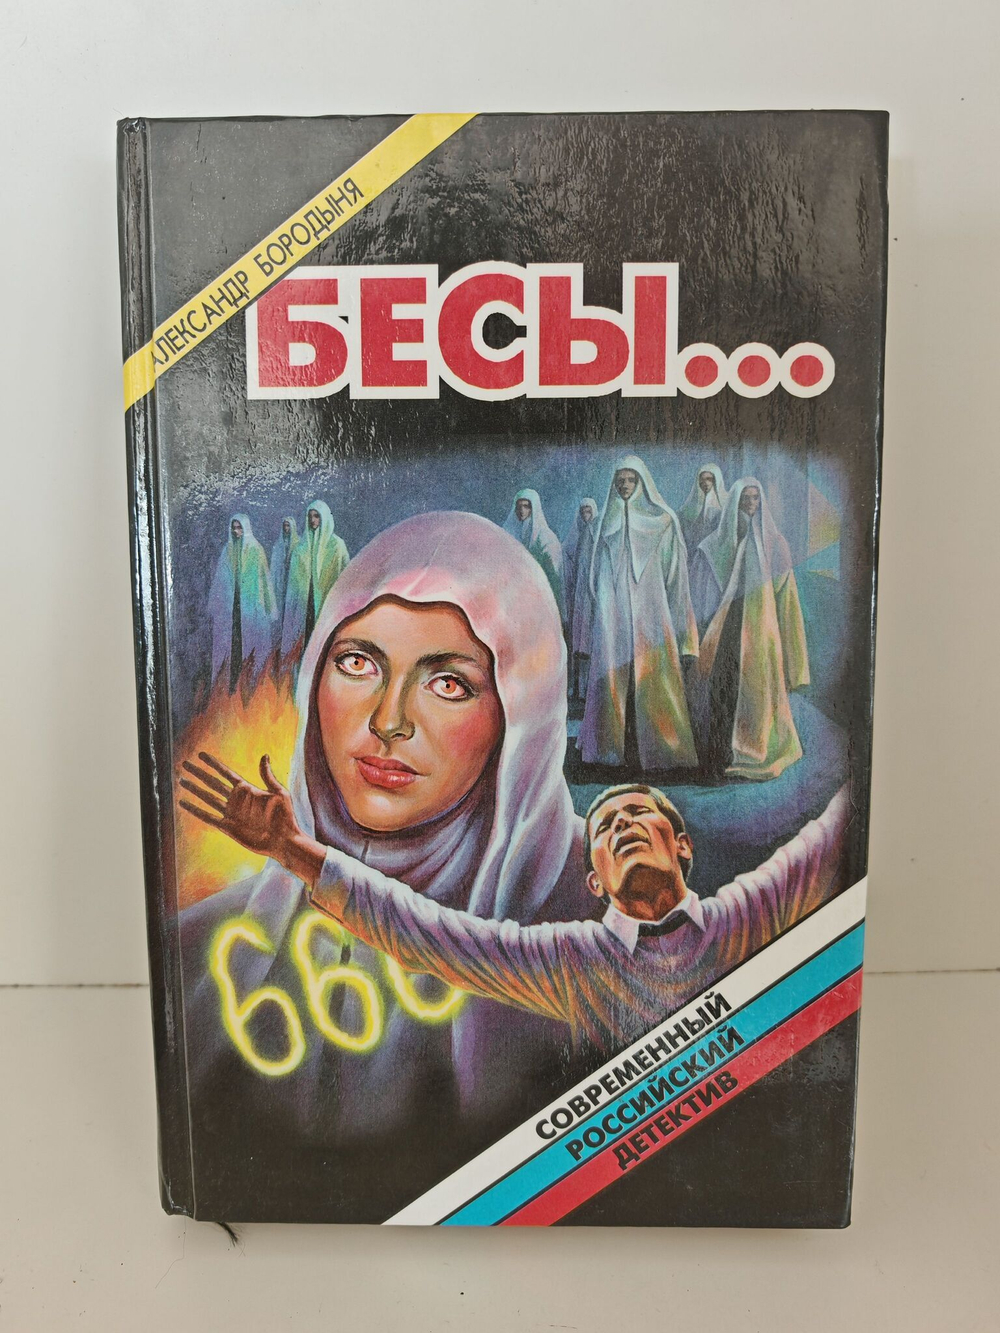 АЛЕКСАНДР БОРОДЫНЯ
БЕСЫ...
666
СОВРЕМЕННЫЙ
РОССИЙСКИЙ
ДЕТЕКТИВ